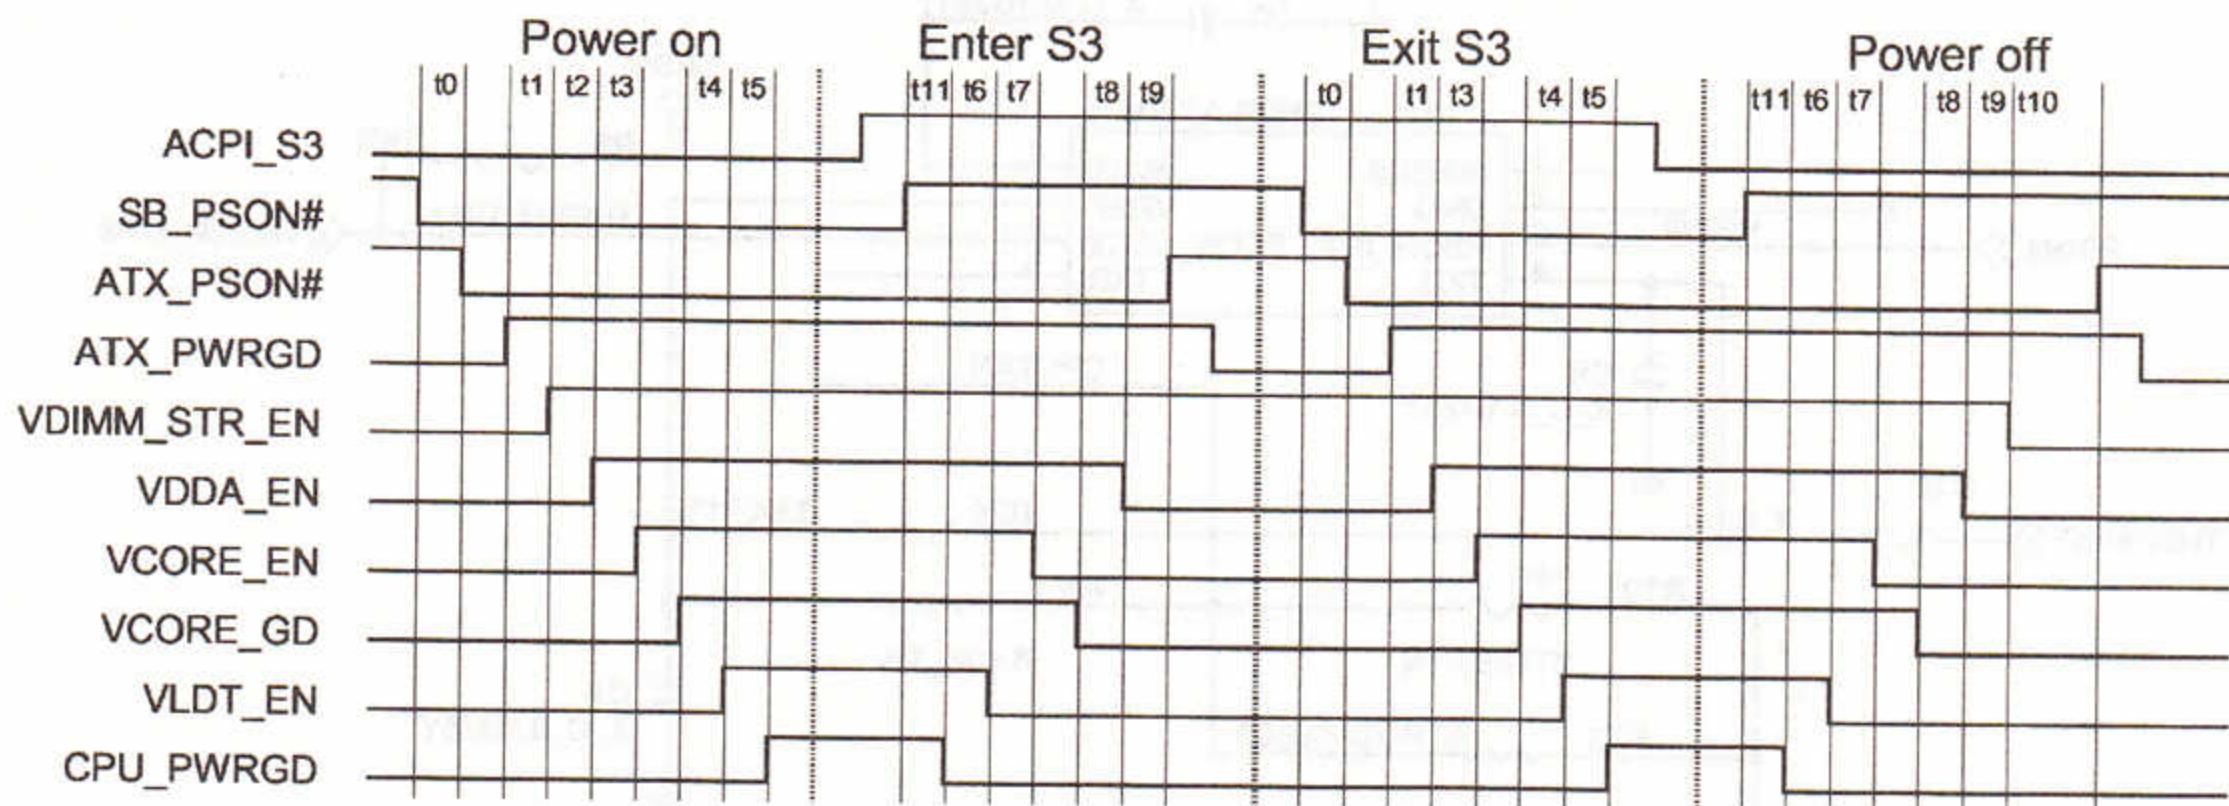 Power on Enter S3 Exit S3 Power off
t0 t1 t2 t3 t4 t5 t11 t6 t7 t8 t9 t0 t1 t3 t4 t5 t11 t6 t7 t8 t9 t10
ACPI_S3
SB_PSON#
ATX_PSON#
ATX_PWRGD
VDIMM_STR_EN
VDDA_EN
VCORE_EN
VCORE_GD
VLDT_EN
CPU_PWRGD